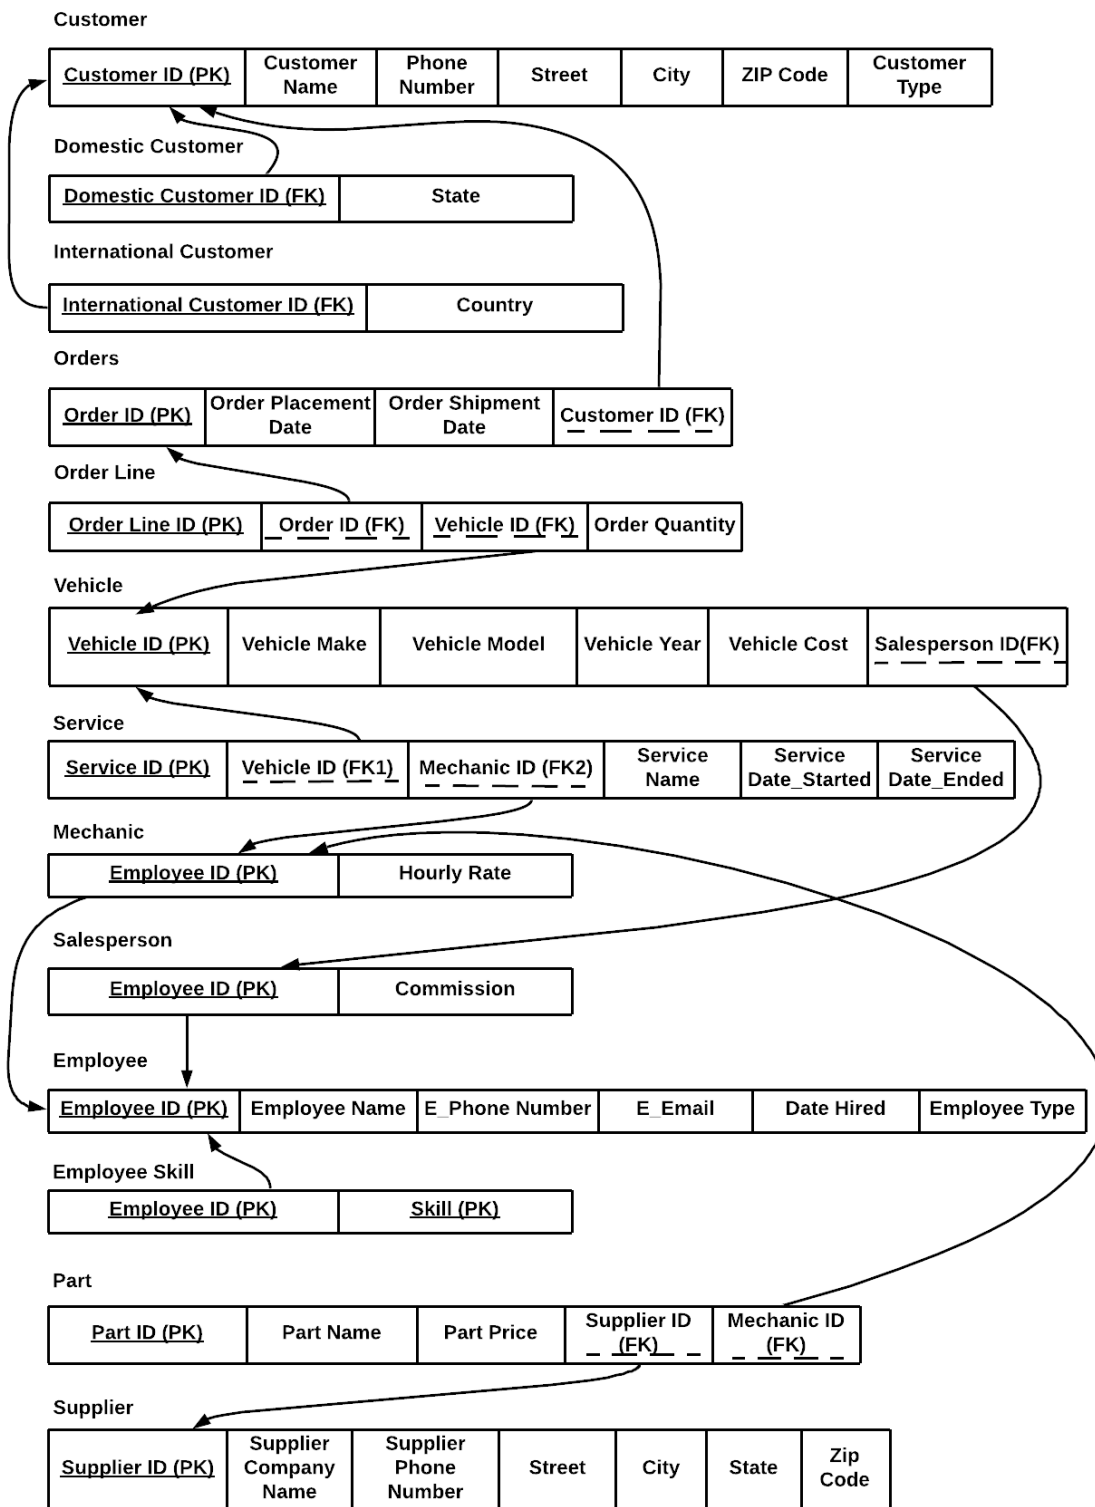 Customer
Customer ID (PK)
Customer Name
Phone Number
Street
City
ZIP Code
Customer Type
Domestic Customer
Domestic Customer ID (FK)
State
International Customer
International Customer ID (FK)
Country
Orders
Order ID (PK)
Order Placement Date
Order Shipment Date
Customer ID (FK)
Order Line
Order Line ID (PK)
Order ID (FK)
Vehicle ID (FK)
Order Quantity
Vehicle
Vehicle ID (PK)
Vehicle Make
Vehicle Model
Vehicle Year
Vehicle Cost
Salesperson ID(FK)
Service
Service ID (PK)
Vehicle ID (FK1)
Mechanic ID (FK2)
Service Name
Service Date_Started
Service Date_Ended
Mechanic
Employee ID (PK)
Hourly Rate
Salesperson
Employee ID (PK)
Commission
Employee
Employee ID (PK)
Employee Name
E_Phone Number
E_Email
Date Hired
Employee Type
Employee Skill
Employee ID (PK)
Skill (PK)
Part
Part ID (PK)
Part Name
Part Price
Supplier ID (FK)
Mechanic ID (FK)
Supplier
Supplier ID (PK)
Supplier Company Name
Supplier Phone Number
Street
City
State
Zip Code